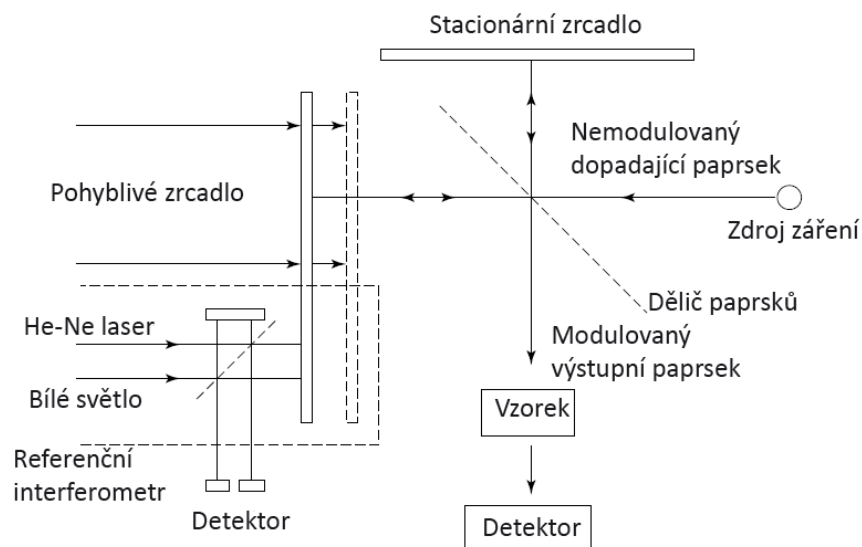 Stacionární zrcadlo
Nemodulovaný
dopadající paprsek
Pohyblivé zrcadlo
Zdroj záření
Dělič paprsků
He-Ne laser
Modulovaný
výstupní paprsek
Bílé světlo
Vzorek
Referenční
interferometr
Detektor
Detektor